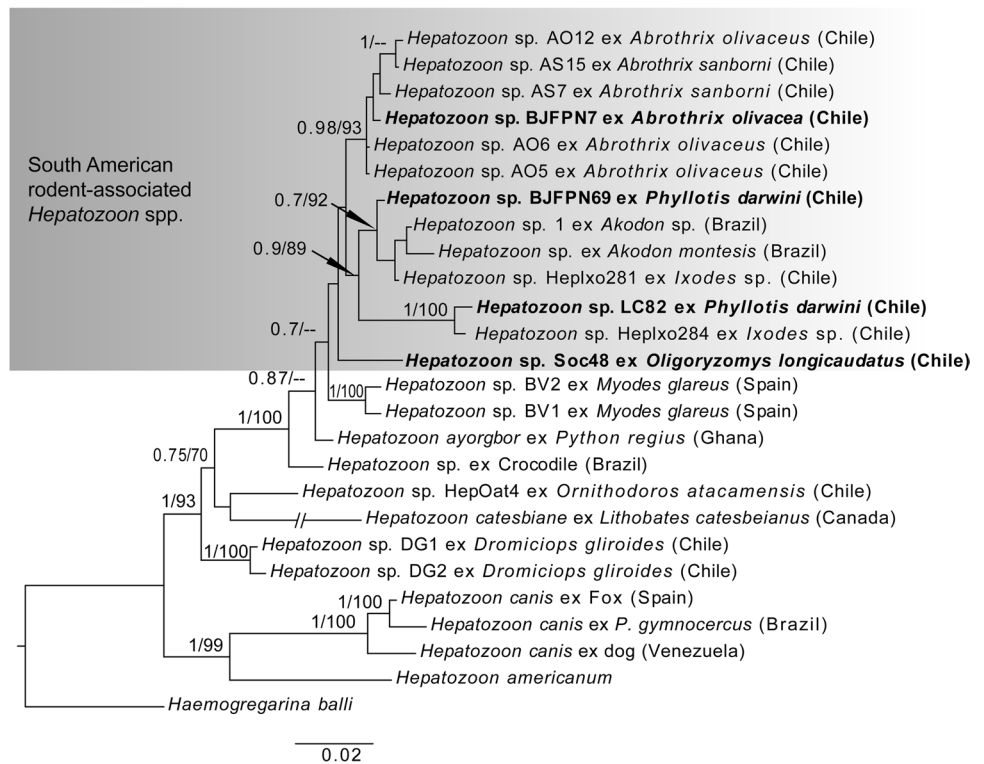 Hepatozoon sp. AO12 ex Abrothrix olivaceus (Chile)
1/--
Hepatozoon sp. AS15 ex Abrothrix sanborni (Chile)
Hepatozoon sp. AS7 ex Abrothrix sanborni (Chile)
Hepatozoon sp. BJFPN7 ex Abrothrix olivacea (Chile)
0.98/93
Hepatozoon sp. AO6 ex Abrothrix olivaceus (Chile)
Hepatozoon sp. AO5 ex Abrothrix olivaceus (Chile)
South American
rodent-associated
Hepatozoon spp.
0.7/92
Hepatozoon sp. BJFPN69 ex Phyllotis darwini (Chile)
Hepatozoon sp. 1 ex Akodon sp. (Brazil)
0.9/89
Hepatozoon sp. ex Akodon montesis (Brazil)
Hepatozoon sp. HepIxo281 ex Ixodes sp. (Chile)
1/100
Hepatozoon sp. LC82 ex Phyllotis darwini (Chile)
Hepatozoon sp. HepIxo284 ex Ixodes sp. (Chile)
0.7/--
Hepatozoon sp. Soc48 ex Oligoryzomys longicaudatus (Chile)
0.87/--
1/100
Hepatozoon sp. BV2 ex Myodes glareus (Spain)
Hepatozoon sp. BV1 ex Myodes glareus (Spain)
1/100
Hepatozoon ayorgbor ex Python regius (Ghana)
0.75/70
Hepatozoon sp. ex Crocodile (Brazil)
Hepatozoon sp. HepOat4 ex Ornithodoros atacamensis (Chile)
1/93
Hepatozoon catesbiane ex Lithobates catesbeianus (Canada)
1/100
Hepatozoon sp. DG1 ex Dromiciops gliroides (Chile)
Hepatozoon sp. DG2 ex Dromiciops gliroides (Chile)
1/100
Hepatozoon canis ex Fox (Spain)
1/100
Hepatozoon canis ex P. gymnocercus (Brazil)
1/99
Hepatozoon canis ex dog (Venezuela)
Hepatozoon americanum
Haemogregarina balli
0.02